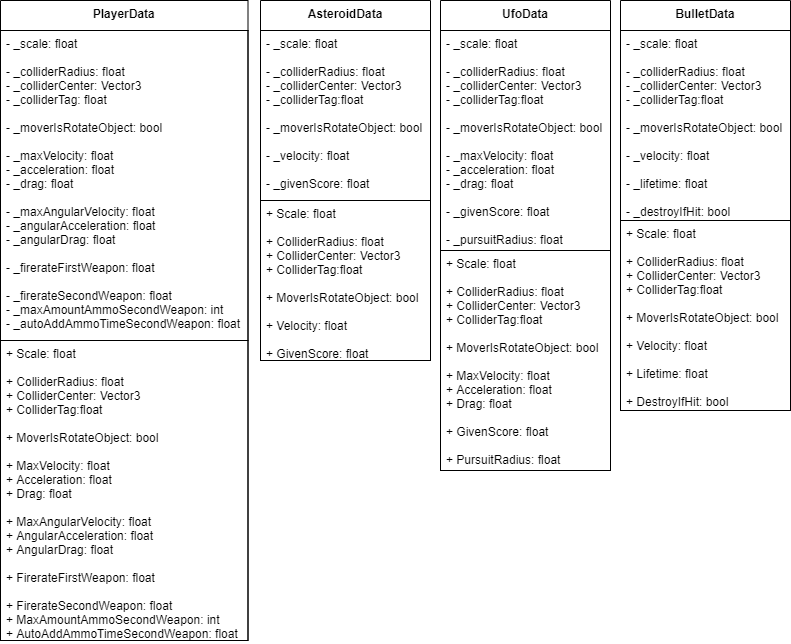 PlayerData
- _scale: float
- _colliderRadius: float
- _colliderCenter: Vector3
- _colliderTag: float
- _moverIsRotateObject: bool
- _maxVelocity: float
- _acceleration: float
- _drag: float
- _maxAngularVelocity: float
- _angularAcceleration: float
- _angularDrag: float
- _firerateFirstWeapon: float
- _firerateSecondWeapon: float
- _maxAmountAmmoSecondWeapon: int
- _autoAddAmmoTimeSecondWeapon: float
+ Scale: float
+ ColliderRadius: float
+ ColliderCenter: Vector3
+ ColliderTag:float
+ MoverIsRotateObject: bool
+ MaxVelocity: float
+ Acceleration: float
+ Drag: float
+ MaxAngularVelocity: float
+ AngularAcceleration: float
+ AngularDrag: float
+ FirerateFirstWeapon: float
+ FirerateSecondWeapon: float
+ MaxAmountAmmoSecondWeapon: int
+ AutoAddAmmoTimeSecondWeapon: float
AsteroidData
- _scale: float
- _colliderRadius: float
- _colliderCenter: Vector3
- _colliderTag:float
- _moverIsRotateObject: bool
- _velocity: float
- _givenScore: float
+ Scale: float
+ ColliderRadius: float
+ ColliderCenter: Vector3
+ ColliderTag:float
+ MoverIsRotateObject: bool
+ Velocity: float
+ GivenScore: float
UfoData
- _scale: float
- _colliderRadius: float
- _colliderCenter: Vector3
- _colliderTag:float
- _moverIsRotateObject: bool
- _maxVelocity: float
- _acceleration: float
- _drag: float
- _givenScore: float
- _pursuitRadius: float
+ Scale: float
+ ColliderRadius: float
+ ColliderCenter: Vector3
+ ColliderTag:float
+ MoverIsRotateObject: bool
+ MaxVelocity: float
+ Acceleration: float
+ Drag: float
+ GivenScore: float
+ PursuitRadius: float
BulletData
- _scale: float
- _colliderRadius: float
- _colliderCenter: Vector3
- _colliderTag:float
- _moverIsRotateObject: bool
- _velocity: float
- _lifetime: float
- _destroyIfHit: bool
+ Scale: float
+ ColliderRadius: float
+ ColliderCenter: Vector3
+ ColliderTag:float
+ MoverIsRotateObject: bool
+ Velocity: float
+ Lifetime: float
+ DestroyIfHit: bool